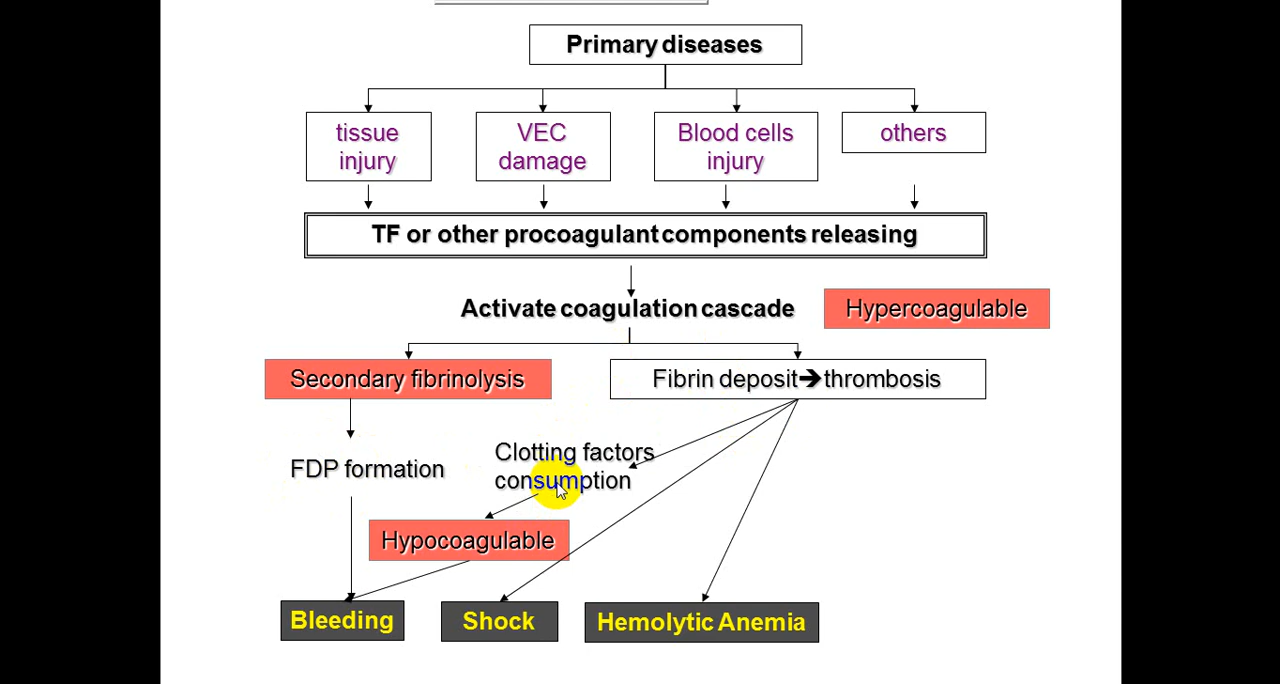 Primary diseases
tissue
injury
VEC
damage
Blood cells
injury
others
TF or other procoagulant components releasing
Activate coagulation cascade
Hypercoagulable
Secondary fibrinolysis
Fibrin deposit➔thrombosis
Clotting factors
consumption
FDP formation
Hypocoagulable
Bleeding
Shock
Hemolytic Anemia